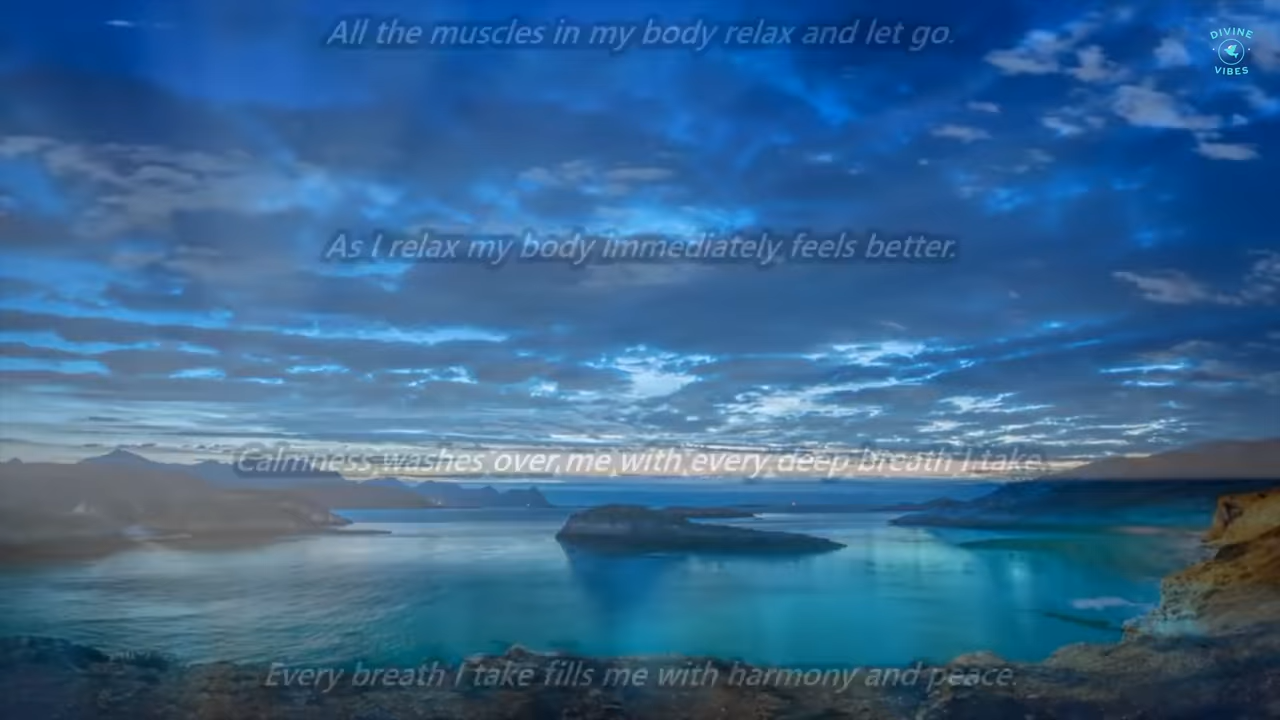 DIVINE
VIBES
All the muscles in my body relax and let go.
As I relax my body immediately feels better.
Calmness washes over me with every deep breath I take.
Every breath I take fills me with harmony and peace.